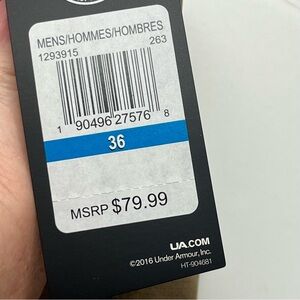 MENS/HOMMES/HOMBRES
1293915 263
1 90496 27576 8
36
MSRP $79.99
UA.COM
©2016 Under Armour, Inc.
HT-904681